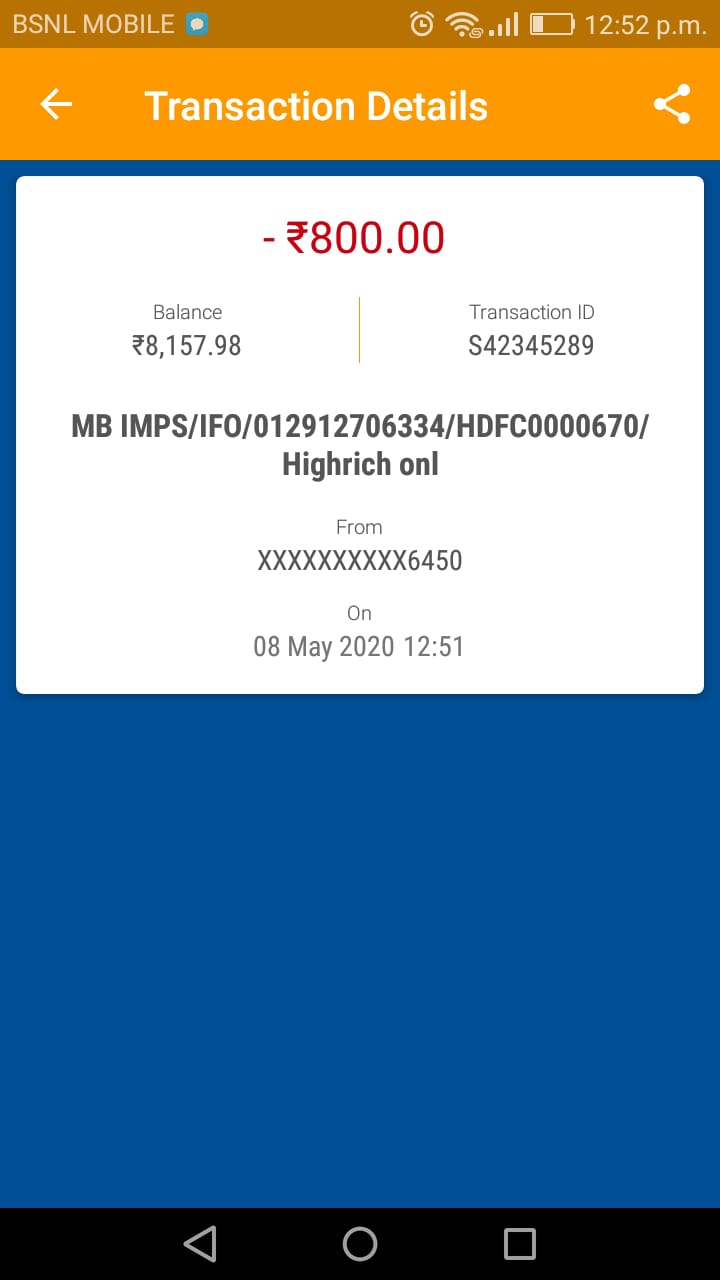 BSNL MOBILE 12:52 p.m.
Transaction Details
- ₹800.00
Balance Transaction ID
₹8,157.98 S42345289
MB IMPS/IFO/012912706334/HDFC0000670/
Highrich onl
From
XXXXXXXXXX6450
On
08 May 2020 12:51